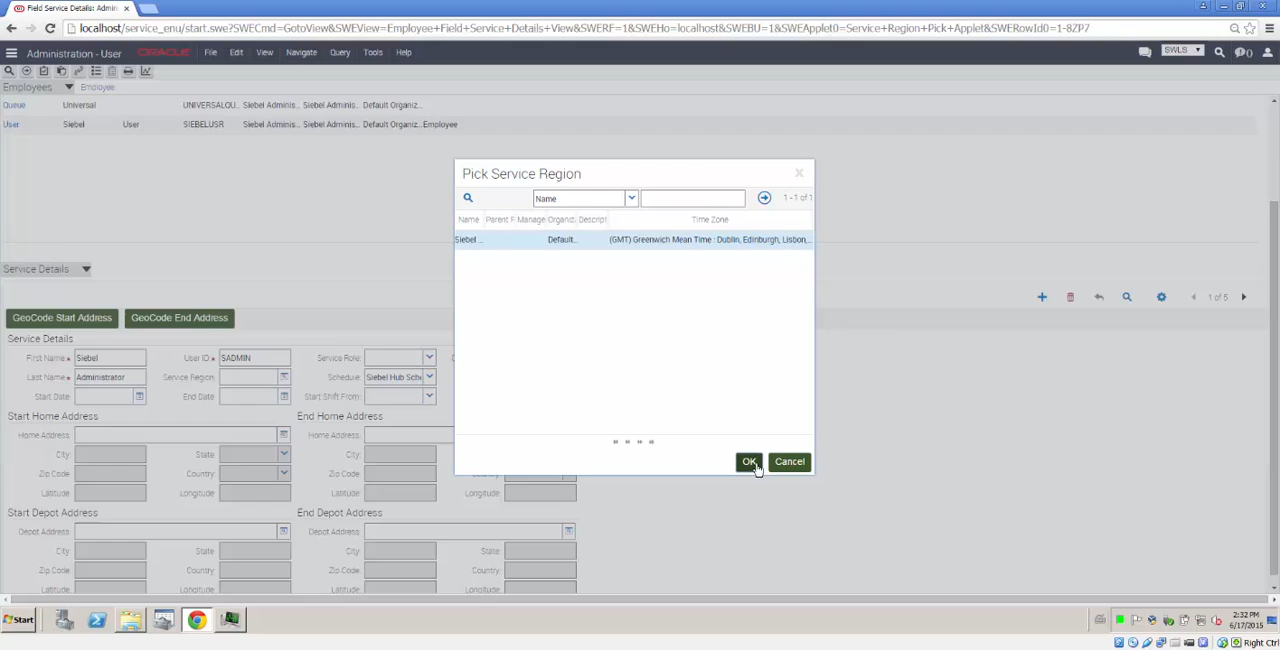 Field Service Details: Admin
localhost/service_enu/start.swe?SWECmd=GotoView&SWEView=Employee+Field+Service+Details+View&SWERF=1&SWEHo=localhost&SWEBU=1&SWEApplet0=Service+Region+Pick+Applet&SWERowId0=1-8ZP7
Administration - User ORACLE File Edit View Navigate Query Tools Help SWLS
Employees Employee
Queue Universal UNIVERSALQU... Siebel Adminis... Siebel Adminis... Default Organiz...
User Siebel User SIEBELUSR Siebel Adminis... Siebel Adminis... Default Organiz... Employee
Pick Service Region
Name 1 - 1 of 1
Name Parent F Manage Organiz Descript Time Zone
Siebel ... Default... (GMT) Greenwich Mean Time : Dublin, Edinburgh, Lisbon,...
OK Cancel
Service Details
1 of 5
GeoCode Start Address GeoCode End Address
Service Details
First Name: Siebel User ID: SADMIN Service Role:
Last Name: Administrator Service Region: Schedule: Siebel Hub Sch
Start Date: End Date: Start Shift From:
Start Home Address End Home Address
Home Address: Home Address:
City: State
Zip Code: Country: Zip Code:
Latitude: Longitude: Latitude: Longitude:
Start Depot Address End Depot Address
Depot Address: Depot Address:
City: State: City: State:
Zip Code: Country: Zip Code: Country:
Latitude: Longitude: Latitude: Longitude:
Start 2:32 PM
6/17/2015
Right Ctrl